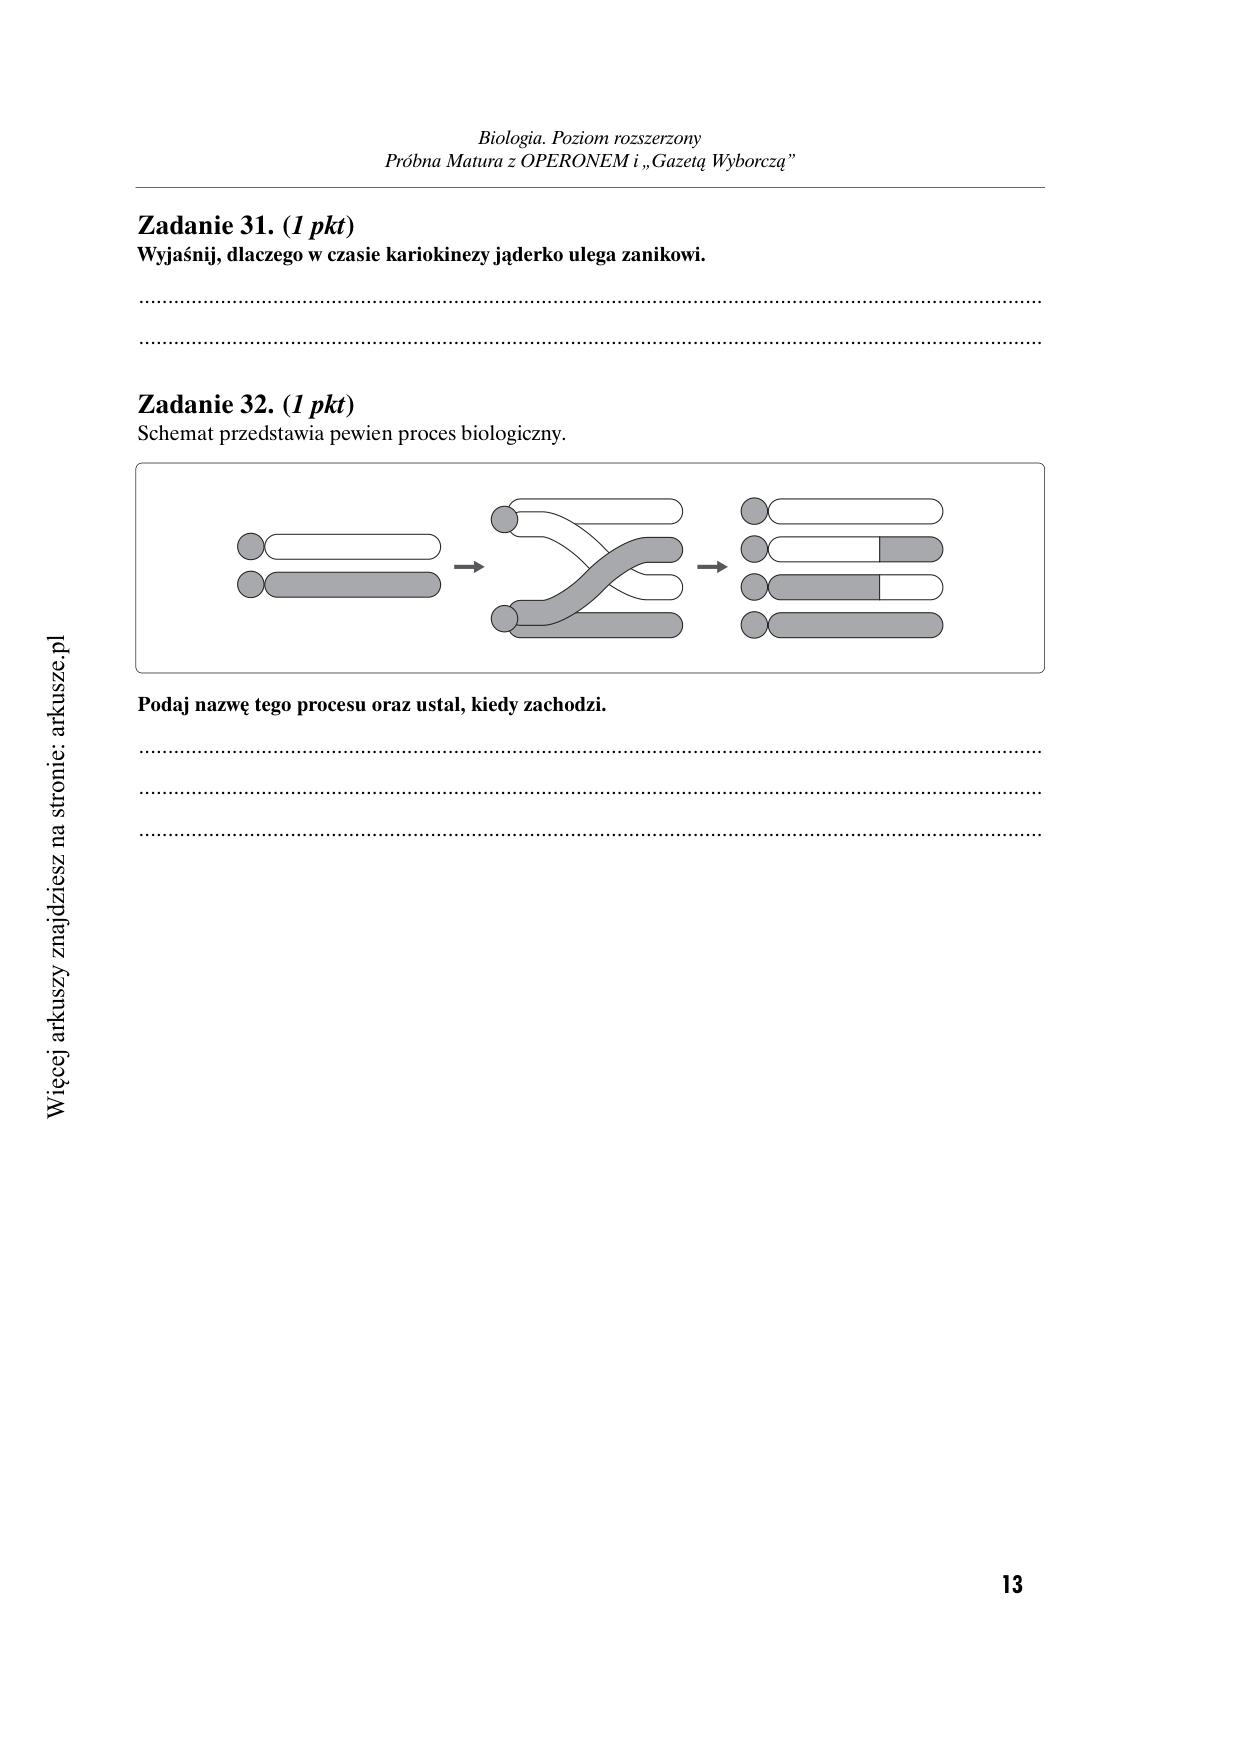 Biologia. Poziom rozszerzony
Próbna Matura z OPERONEM i „Gazetą Wyborczą”
Zadanie 31. (1 pkt)
Wyjaśnij, dlaczego w czasie kariokinezy jąderko ulega zanikowi.
Zadanie 32. (1 pkt)
Schemat przedstawia pewien proces biologiczny.
Podaj nazwę tego procesu oraz ustal, kiedy zachodzi.
Więcej arkuszy znajdziesz na stronie: arkusze.pl
13